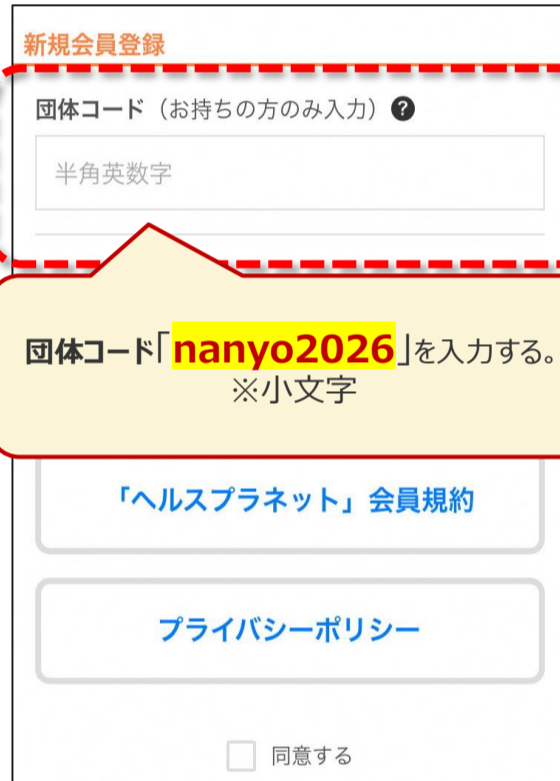 新規会員登録
団体コード（お持ちの方のみ入力）?
半角英数字
団体コード「nanyo2026」を入力する。
※小文字
「ヘルスプラネット」会員規約
プライバシーポリシー
同意する